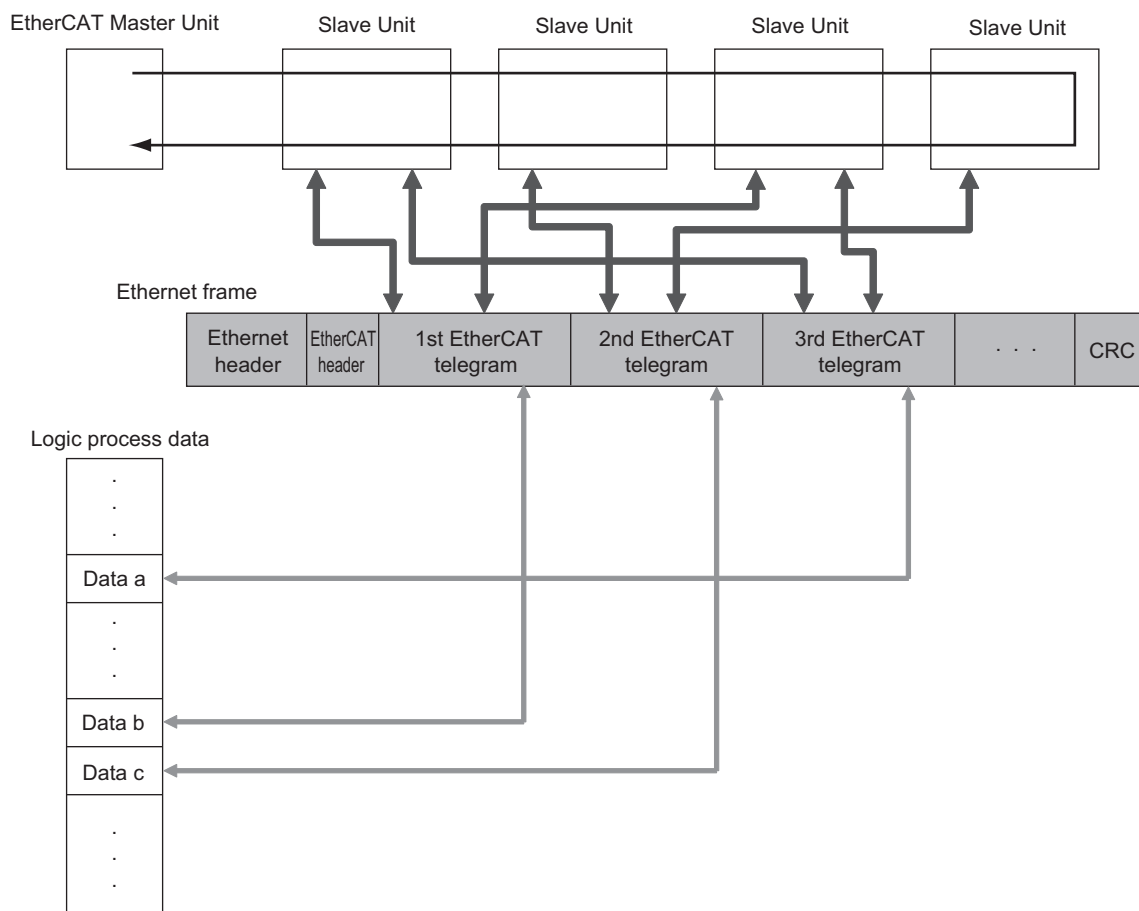 EtherCAT Master Unit
Slave Unit
Slave Unit
Slave Unit
Slave Unit
Ethernet frame
Ethernet
header
EtherCAT
header
1st EtherCAT
telegram
2nd EtherCAT
telegram
3rd EtherCAT
telegram
· · ·
CRC
Logic process data
·
·
·
Data a
·
·
·
Data b
Data c
·
·
·